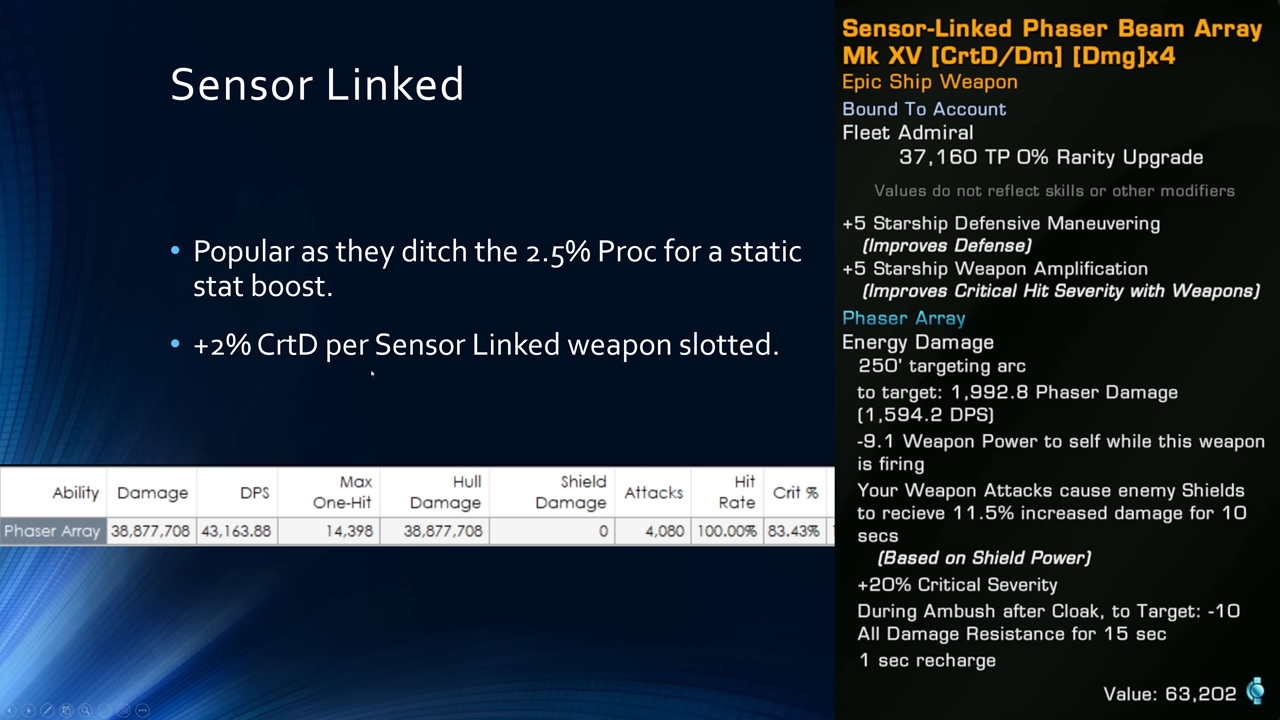 Sensor Linked
• Popular as they ditch the 2.5% Proc for a static
stat boost.
• +2% CrtD per Sensor Linked weapon slotted.
Ability Damage DPS Max One-Hit Hull Damage Shield Damage Attacks Hit Rate Crit %
Phaser Array 38,877,708 43,163.88 14,398 38,877,708 0 4,080 100.00% 83.43%
Sensor-Linked Phaser Beam Array
Mk XV [CrtD/Dm] [Dmg]x4
Epic Ship Weapon
Bound To Account
Fleet Admiral
37,160 TP 0% Rarity Upgrade
Values do not reflect skills or other modifiers
+5 Starship Defensive Maneuvering
(Improves Defense)
+5 Starship Weapon Amplification
(Improves Critical Hit Severity with Weapons)
Phaser Array
Energy Damage
250' targeting arc
to target: 1,992.8 Phaser Damage
(1,594.2 DPS)
-9.1 Weapon Power to self while this weapon
is firing
Your Weapon Attacks cause enemy Shields
to recieve 11.5% increased damage for 10
secs
(Based on Shield Power)
+20% Critical Severity
During Ambush after Cloak, to Target: -10
All Damage Resistance for 15 sec
1 sec recharge
Value: 63,202